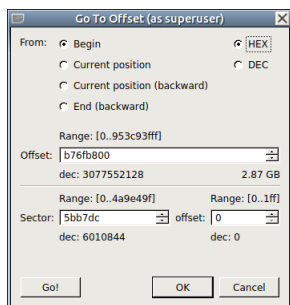 Go To Offset (as superuser)
From: Begin HEX
Current position DEC
Current position (backward)
End (backward)
Range: [0..953c93fff]
Offset: b76fb800
dec: 3077552128 2.87 GB
Range: [0..4a9e49f] Range: [0..1ff]
Sector: 5bb7dc offset: 0
dec: 6010844 dec: 0
Go! OK Cancel